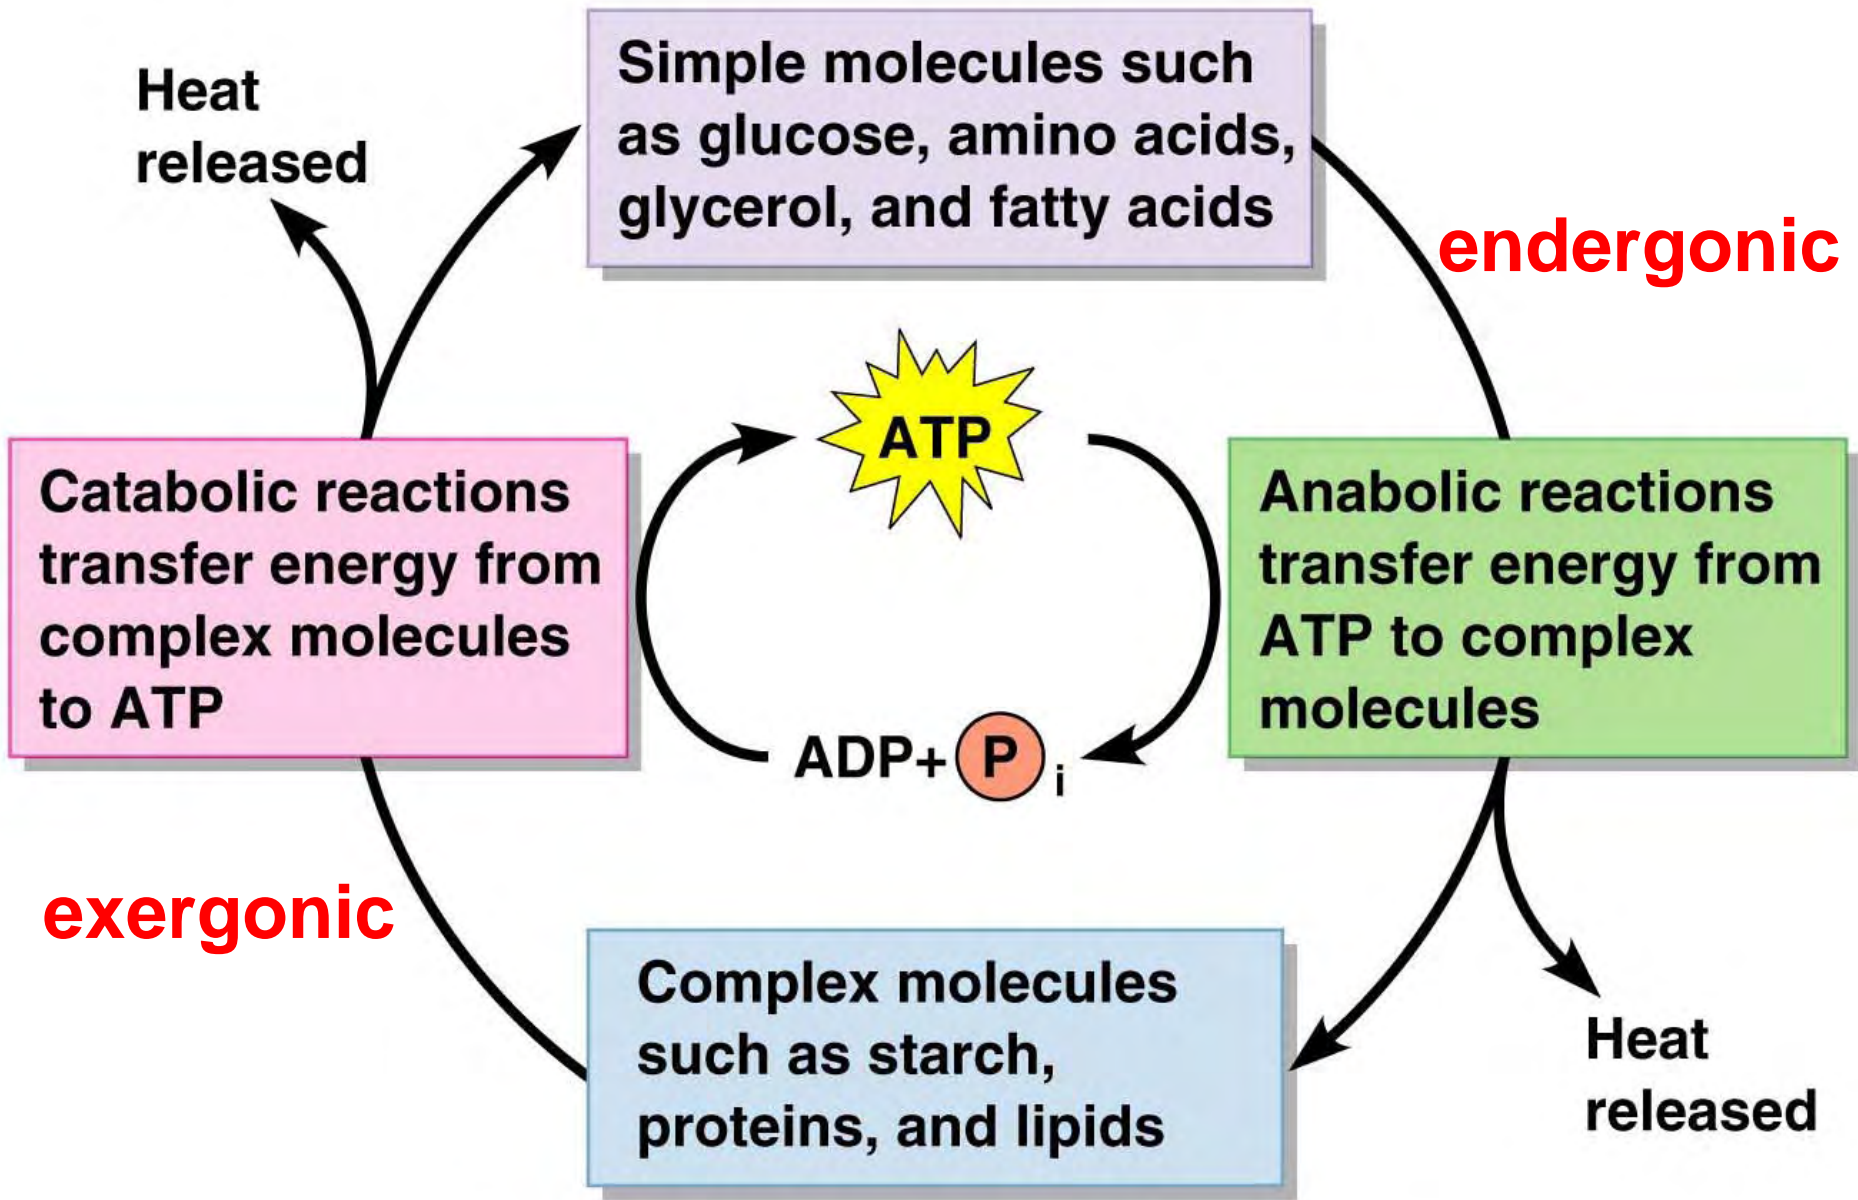 Heat
released
Simple molecules such
as glucose, amino acids,
glycerol, and fatty acids
endergonic
ATP
Catabolic reactions
transfer energy from
complex molecules
to ATP
Anabolic reactions
transfer energy from
ATP to complex
molecules
ADP+ P i
exergonic
Complex molecules
such as starch,
proteins, and lipids
Heat
released